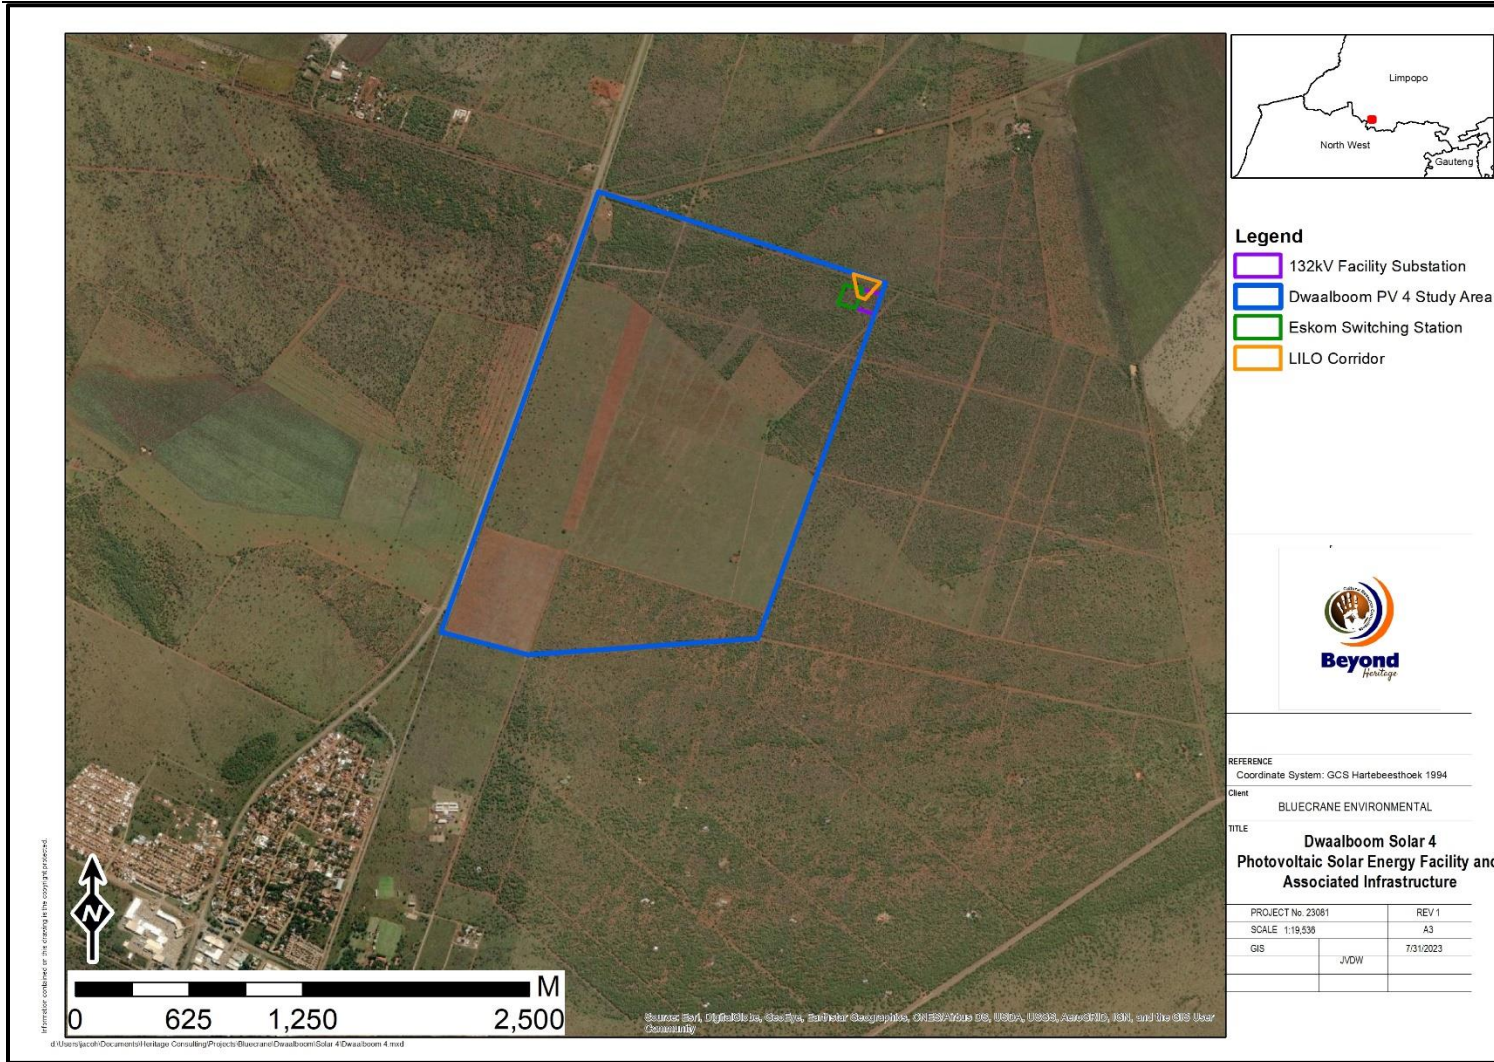 Limpopo
North West
Gauteng
Legend
132kV Facility Substation
Dwaalboom PV 4 Study Area
Eskom Switching Station
LILO Corridor
Beyond
Heritage
REFERENCE
Coordinate System: GCS Hartebeesthoek 1994
Client
BLUECRANE ENVIRONMENTAL
TITLE
Dwaalboom Solar 4
Photovoltaic Solar Energy Facility and
Associated Infrastructure
PROJECT No. 23081 REV 1
SCALE 1:19,536 A3
GIS 7/31/2023
JVDW
N
M
0 625 1,250 2,500
Source: Esri, DigitalGlobe, GeoEye, Earthstar Geographics, CNES/Airbus DS, USDA, USGS, AeroGRID, IGN, and the GIS User
Community
Information contained on this drawing is the copyright protected.
d:\Users\jacoh\Documents\Heritage Consulting\Projects\Bluecrane\Dwaalboom\Solar 4\Dwaalboom 4.mxd